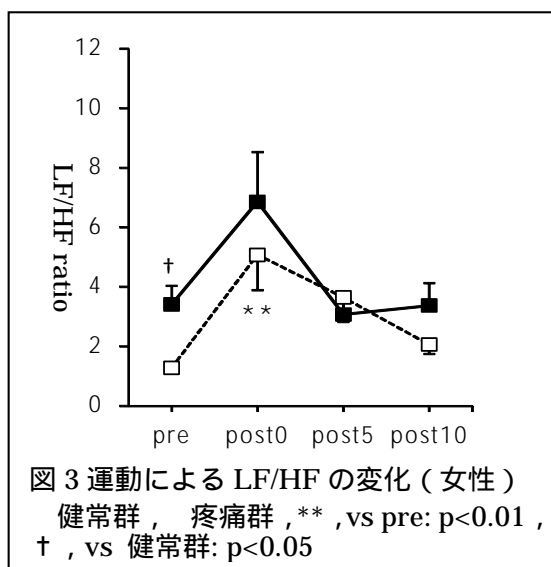 12
10
8
6
4
2
0
LF/HF ratio
†
**
pre post0 post5 post10
図 3 運動による LF/HF の変化 ( 女性 )
健常群 , 疼痛群 , ** , vs pre: p<0.01 ,
† , vs 健常群: p<0.05